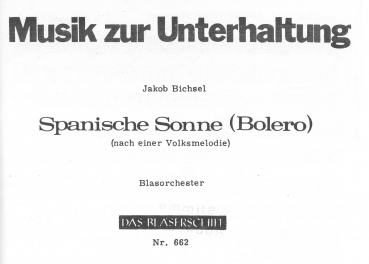 Musik zur Unterhaltung
Jakob Bichsel
Spanische Sonne (Bolero)
(nach einer Volksmelodie)
Blasorchester
DAS BLÄSERSCHIFF
Nr. 662